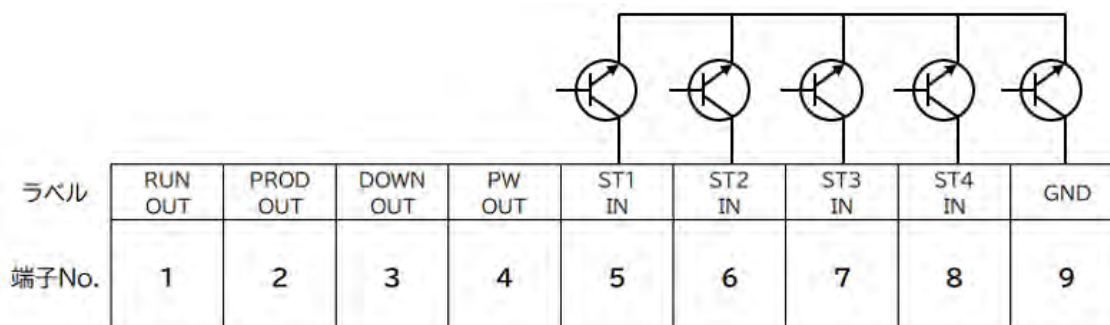 ラベル
RUN
OUT
PROD
OUT
DOWN
OUT
PW
OUT
ST1
IN
ST2
IN
ST3
IN
ST4
IN
GND
端子No.
1
2
3
4
5
6
7
8
9